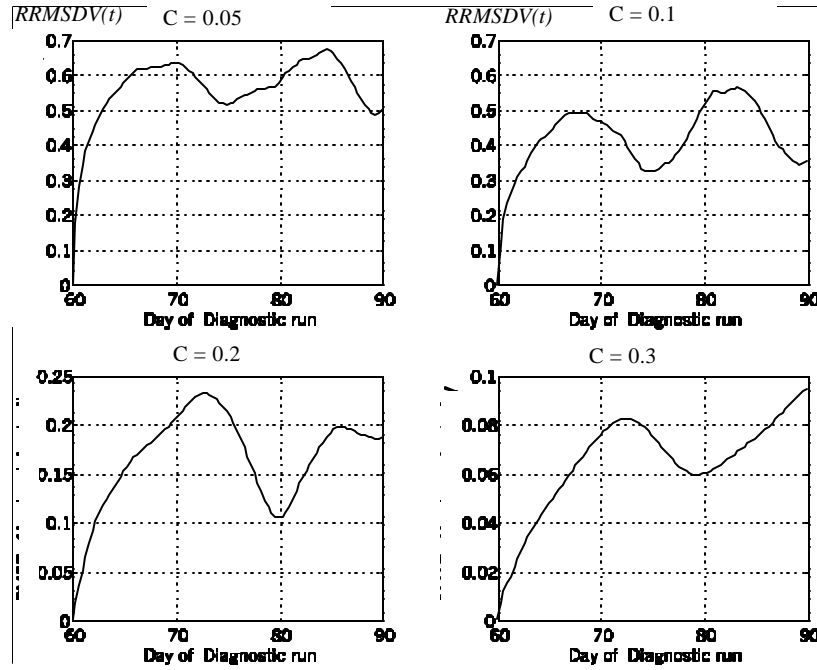 RRMSDV(t) C = 0.05
0.7
0.6
0.5
0.4
0.3
0.2
0.1
0
60 70 80 90
Day of Diagnostic run
RRMSDV(t) C = 0.1
0.7
0.6
0.5
0.4
0.3
0.2
0.1
0
60 70 80 90
Day of Diagnostic run
C = 0.2
0.25
0.2
0.15
0.1
0.05
0
60 70 80 90
Day of Diagnostic run
C = 0.3
0.1
0.08
0.06
0.04
0.02
0
60 70 80 90
Day of Diagnostic run